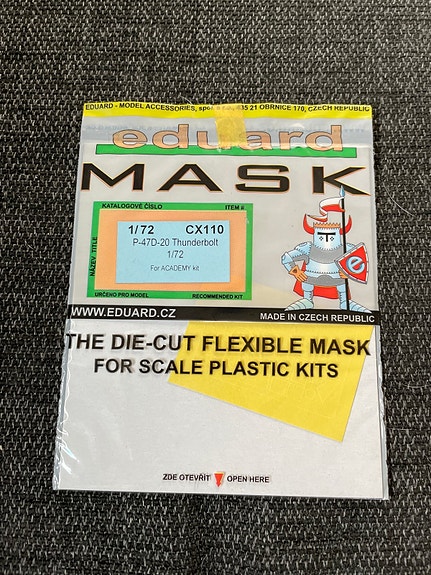 EDUARD - MODEL ACCESSORIES, 35 21 OBRNICE 170, CZECH REPUBLIC
eduard
MASK
KATALOGOVÉ ČÍSLO ITEM #
1/72 CX110
P-47D-20 Thunderbolt
1/72
For ACADEMY kit
NÁZEV TITLE
URČENO PRO MODEL RECOMMENDED KIT
e
WWW.EDUARD.CZ MADE IN CZECH REPUBLIC
THE DIE-CUT FLEXIBLE MASK
FOR SCALE PLASTIC KITS
ZDE OTEVŘÍT OPEN HERE